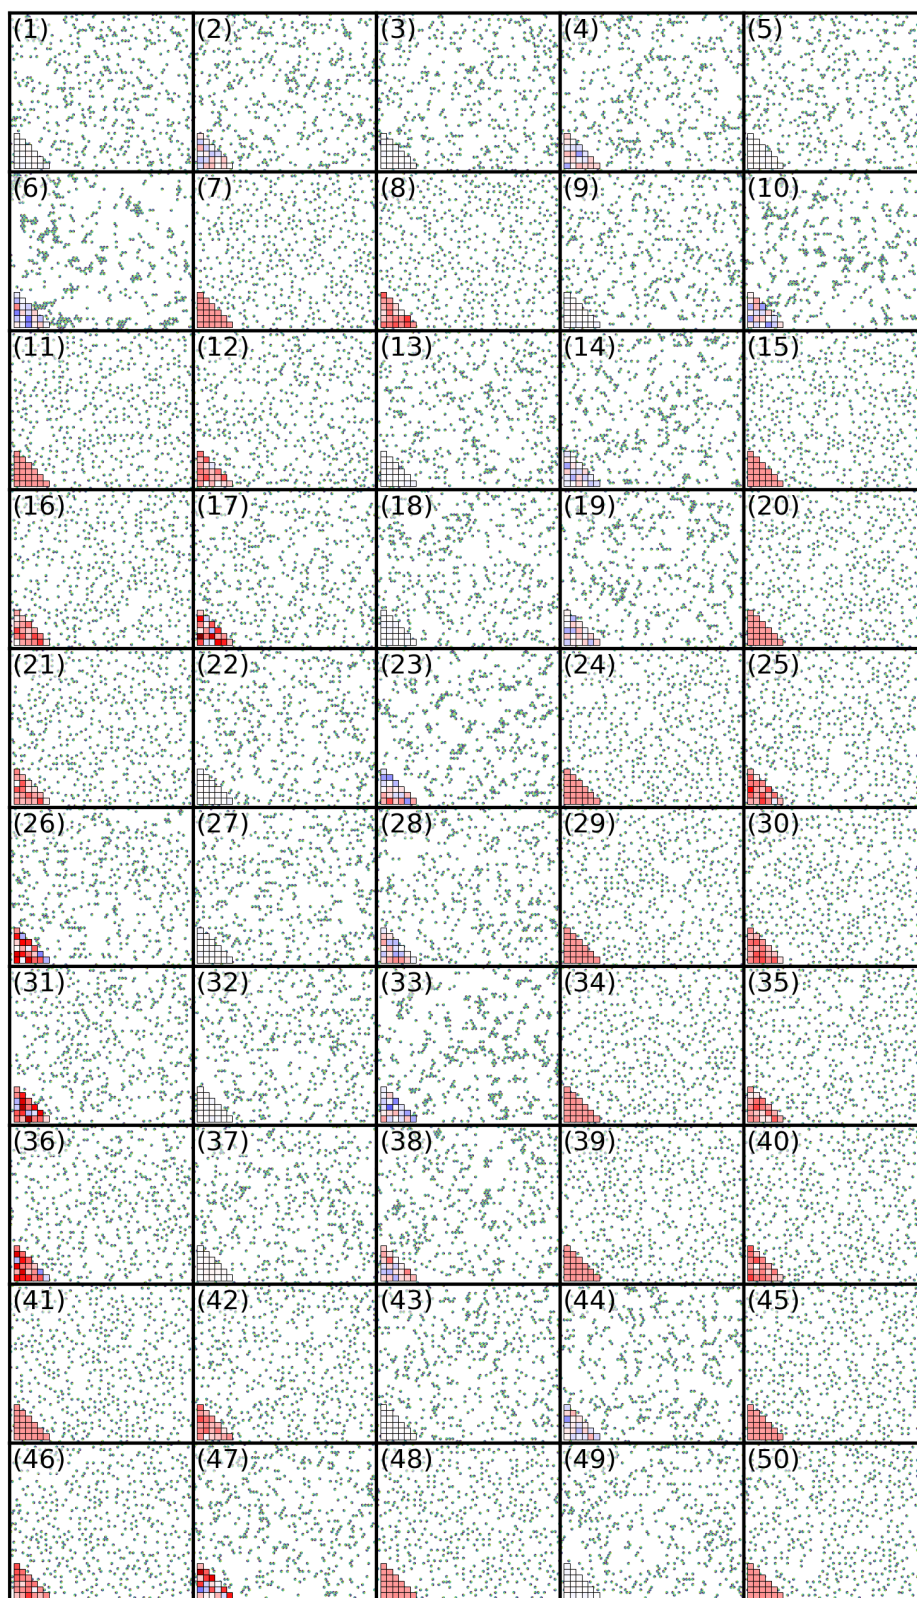 (1) (2) (3) (4) (5)
(6) (7) (8) (9) (10)
(11) (12) (13) (14) (15)
(16) (17) (18) (19) (20)
(21) (22) (23) (24) (25)
(26) (27) (28) (29) (30)
(31) (32) (33) (34) (35)
(36) (37) (38) (39) (40)
(41) (42) (43) (44) (45)
(46) (47) (48) (49) (50)